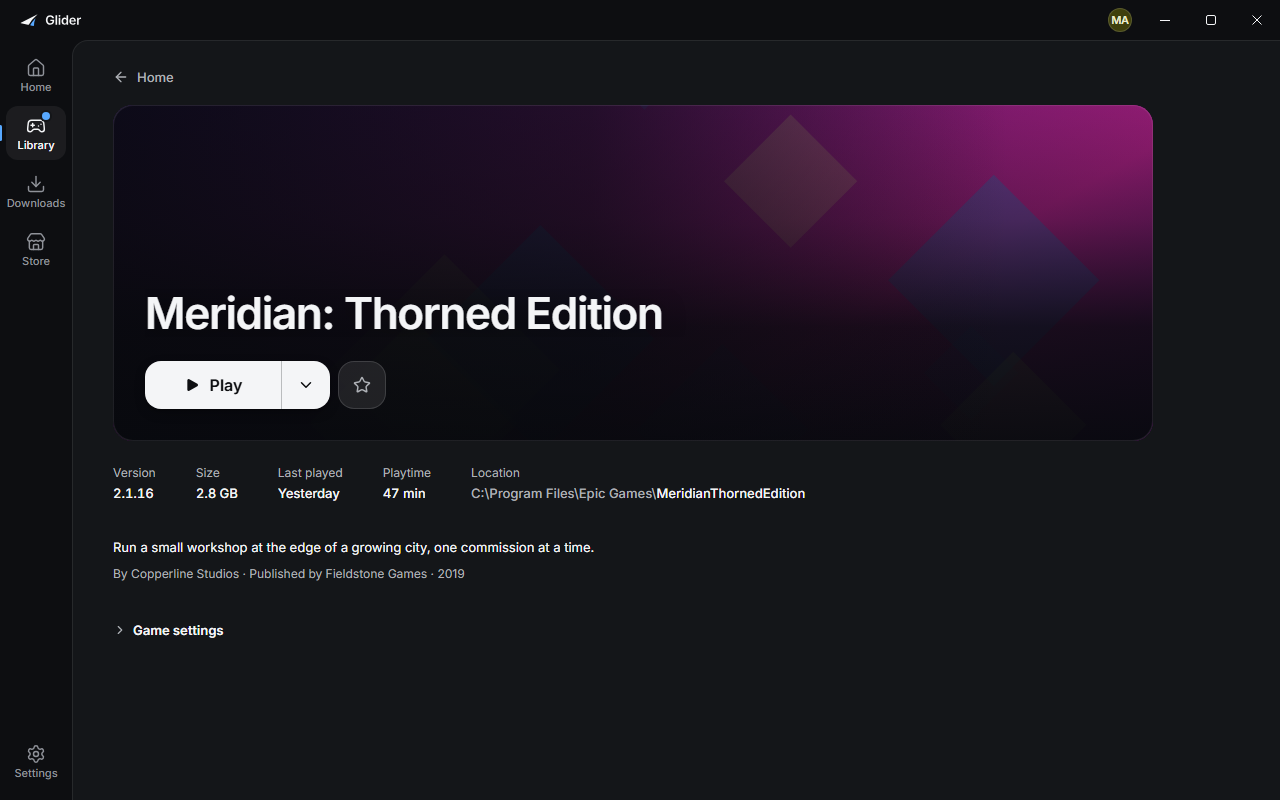 Glider
MA
Home
Library
Downloads
Store
Settings
Home
Meridian: Thorned Edition
Play
Version
2.1.16
Size
2.8 GB
Last played
Yesterday
Playtime
47 min
Location
C:\Program Files\Epic Games\MeridianThornedEdition
Run a small workshop at the edge of a growing city, one commission at a time.
By Copperline Studios · Published by Fieldstone Games · 2019
Game settings